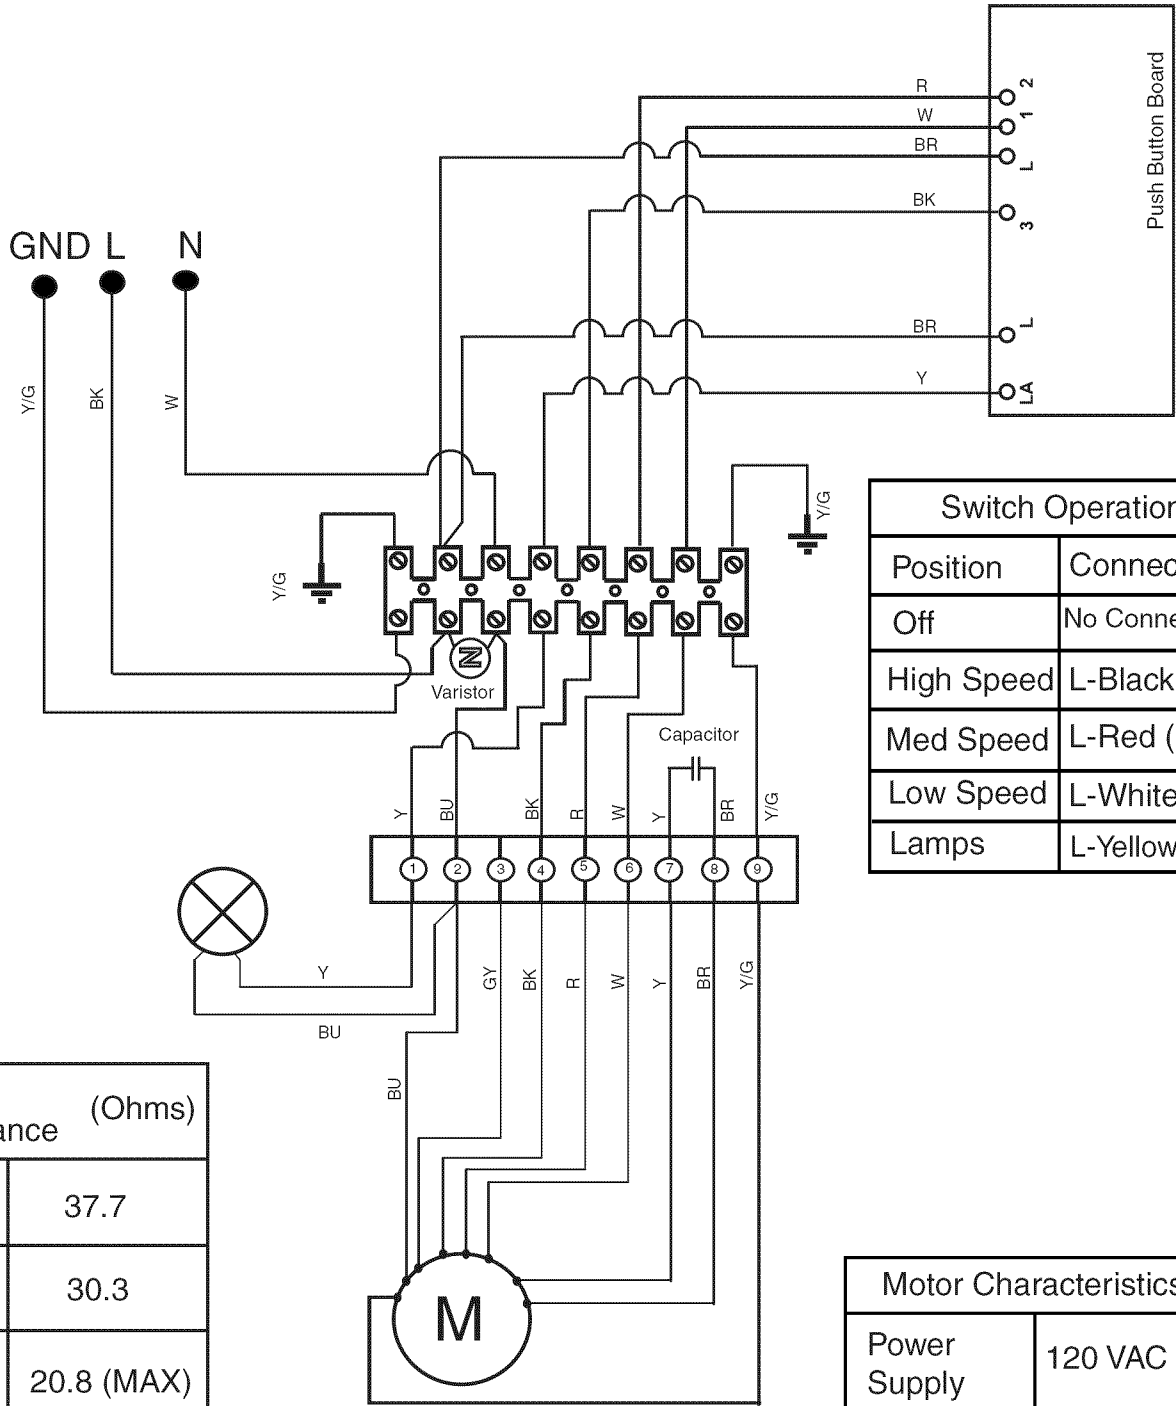 R
2
W
1
BR
L
BK
3
Push Button Board
GND L N
BR
L
Y
LA
Y/G
BK
W
Y/G
Y/G
N
Varistor
Capacitor
Y
BU
BK
R
W
Y
BR
Y/G
1 2 3 4 5 6 7 8 9
Switch Operation
Position Connec
Off No Conne
High Speed L-Black
Med Speed L-Red (
Low Speed L-White
Lamps L-Yellow
Y
BU
GY
BK
R
W
Y
BR
Y/G
BU
(Ohms)
ance
37.7
30.3
20.8 (MAX)
M
Motor Characteristics
Power
Supply
120 VAC